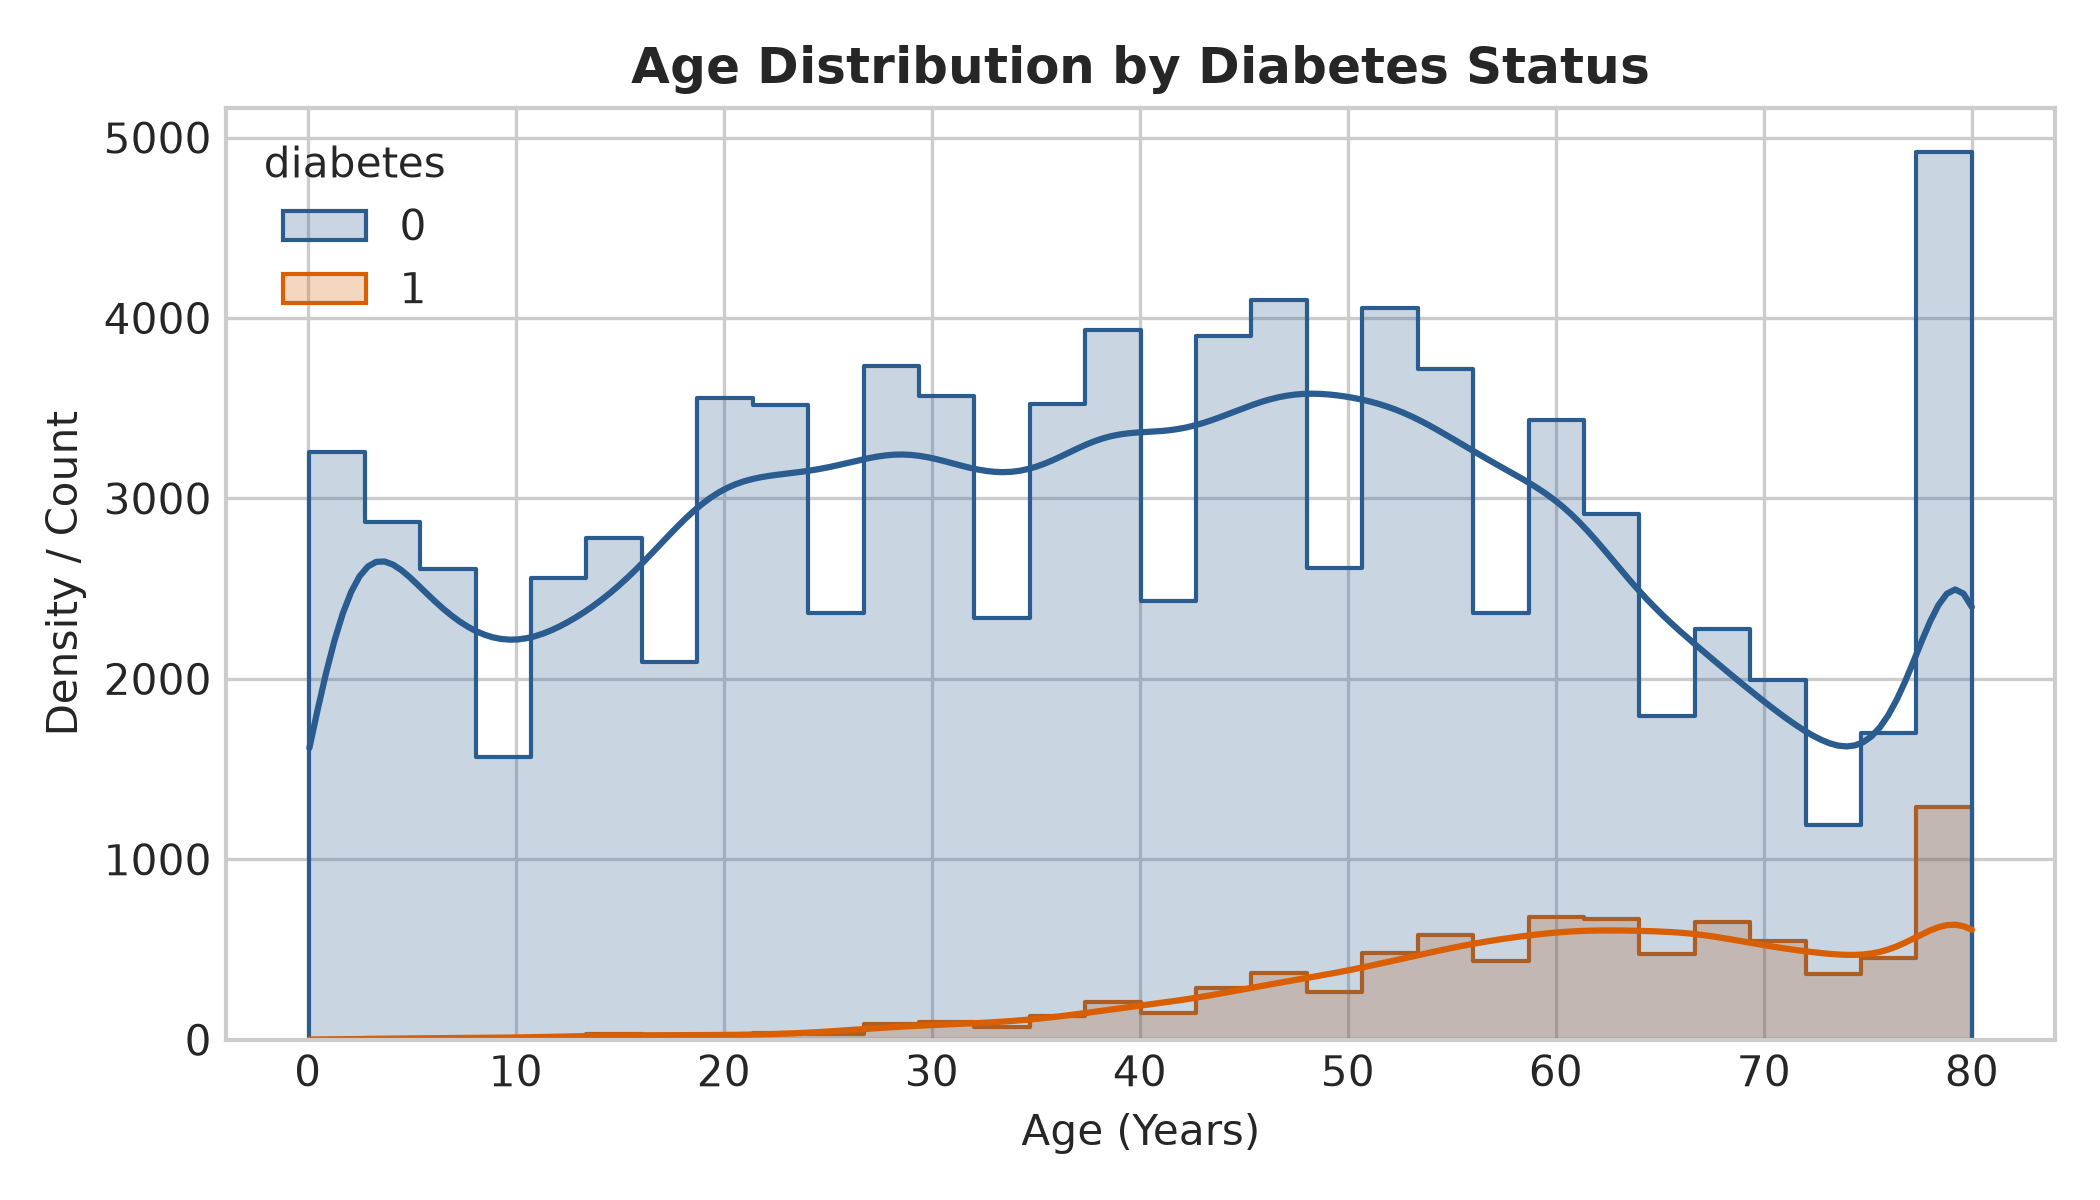 Age Distribution by Diabetes Status
Density / Count
5000
4000
3000
2000
1000
0
diabetes
0
1
0 10 20 30 40 50 60 70 80
Age (Years)